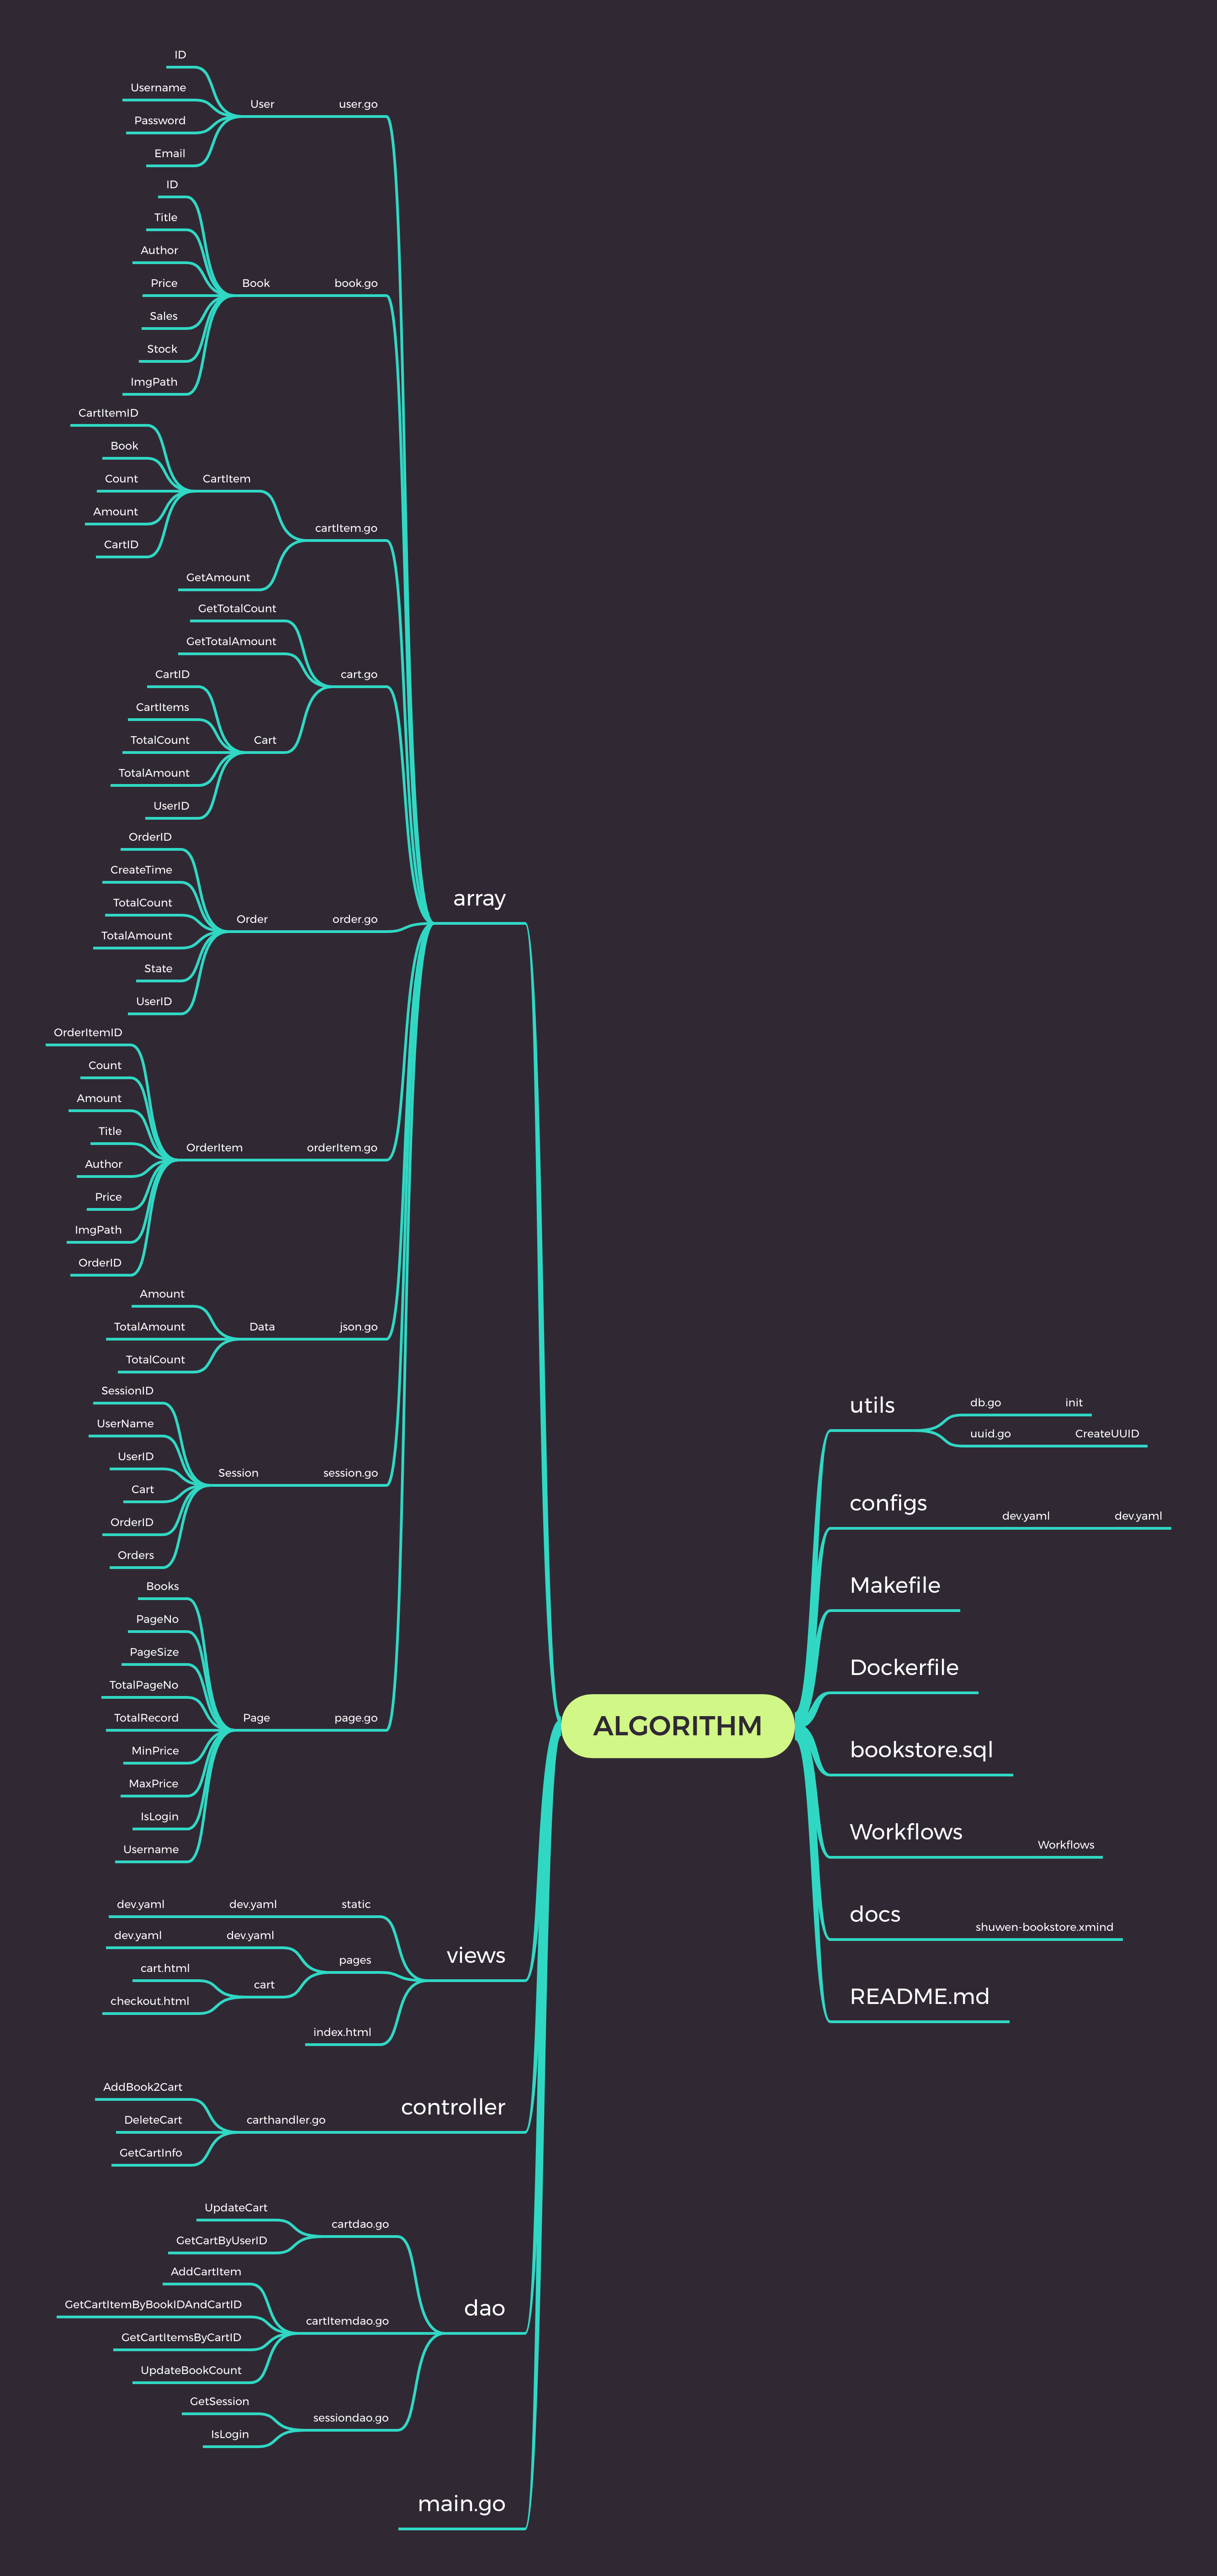 ID
Username
Password
Email
User
user.go
ID
Title
Author
Price
Sales
Stock
ImgPath
Book
book.go
CartItemID
Book
Count
Amount
CartID
CartItem
GetAmount
cartItem.go
GetTotalCount
GetTotalAmount
CartID
CartItems
TotalCount
TotalAmount
UserID
Cart
cart.go
OrderID
CreateTime
TotalCount
TotalAmount
State
UserID
Order
order.go
array
OrderItemID
Count
Amount
Title
Author
Price
ImgPath
OrderID
OrderItem
orderItem.go
Amount
TotalAmount
TotalCount
Data
json.go
SessionID
UserName
UserID
Cart
OrderID
Orders
Session
session.go
Books
PageNo
PageSize
TotalPageNo
TotalRecord
MinPrice
MaxPrice
IsLogin
Username
Page
page.go
dev.yaml
dev.yaml
static
dev.yaml
dev.yaml
cart.html
checkout.html
cart
pages
index.html
views
AddBook2Cart
DeleteCart
GetCartInfo
carthandler.go
controller
UpdateCart
GetCartByUserID
cartdao.go
AddCartItem
GetCartItemByBookIDAndCartID
GetCartItemsByCartID
UpdateBookCount
cartItemdao.go
GetSession
IsLogin
sessiondao.go
dao
main.go
ALGORITHM
utils
db.go
init
uuid.go
CreateUUID
configs
dev.yaml
dev.yaml
Makefile
Dockerfile
bookstore.sql
Workflows
Workflows
docs
shuwen-bookstore.xmind
README.md